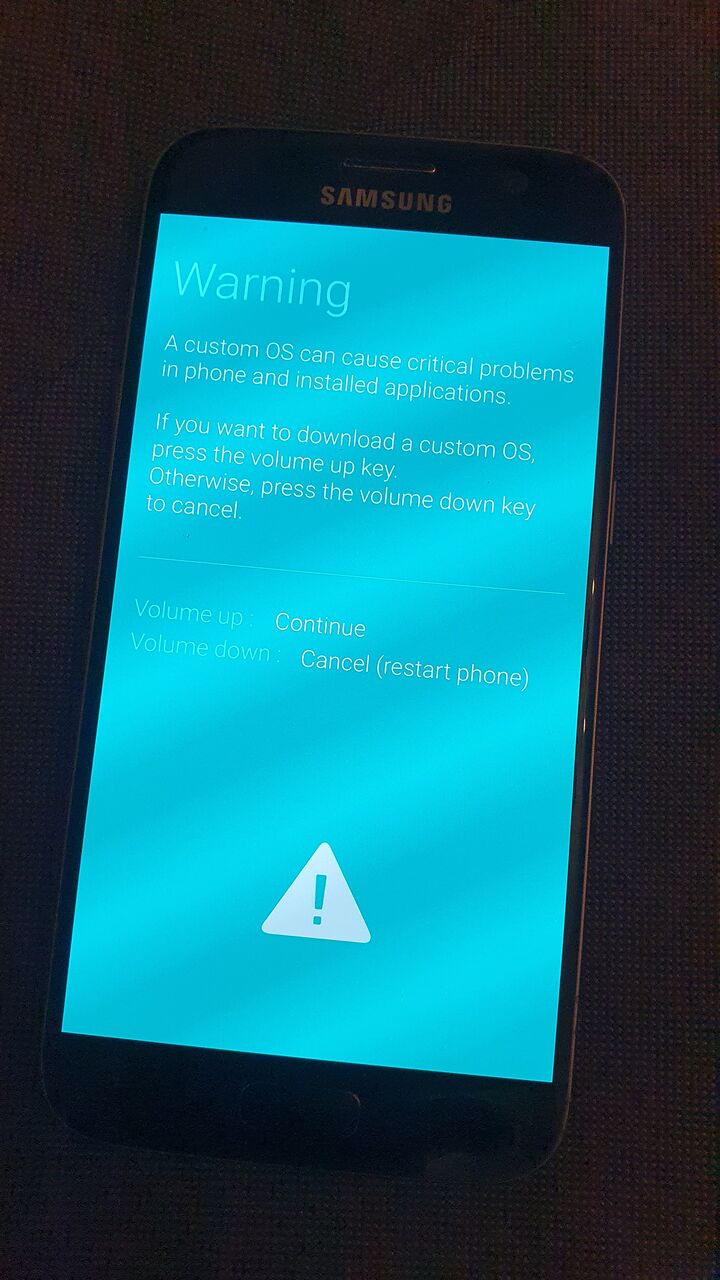 SAMSUNG
Warning
A custom OS can cause critical problems
in phone and installed applications.
If you want to download a custom OS,
press the volume up key.
Otherwise, press the volume down key
to cancel.
Volume up : Continue
Volume down : Cancel (restart phone)
!